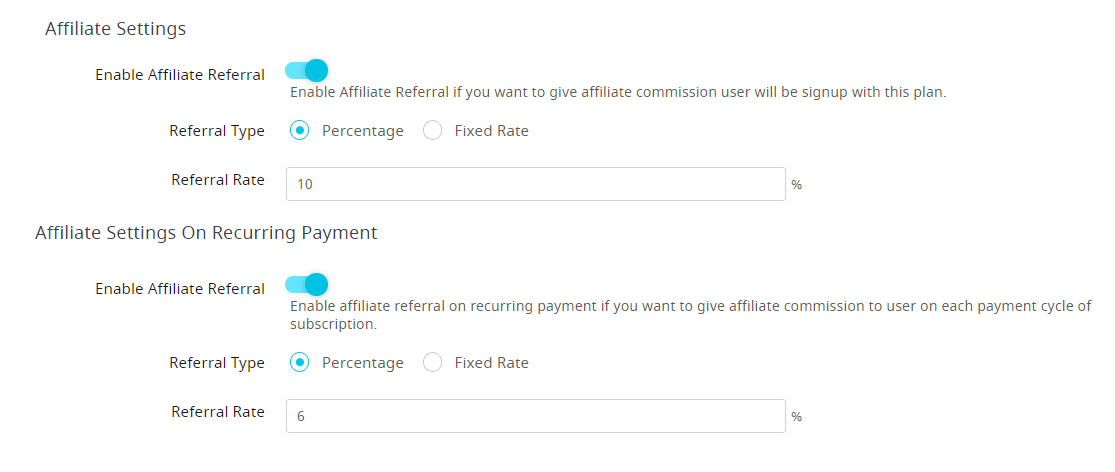 Affiliate Settings
Enable Affiliate Referral
Enable Affiliate Referral if you want to give affiliate commission user will be signup with this plan.
Referral Type Percentage Fixed Rate
Referral Rate 10 %
Affiliate Settings On Recurring Payment
Enable Affiliate Referral
Enable affiliate referral on recurring payment if you want to give affiliate commission to user on each payment cycle of
subscription.
Referral Type Percentage Fixed Rate
Referral Rate 6 %